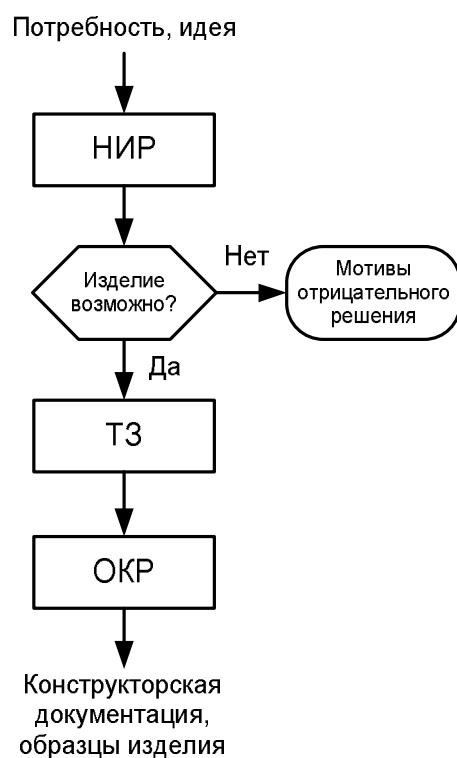 Потребность, идея
НИР
Изделие
возможно?
Нет
Мотивы
отрицательного
решения
Да
ТЗ
ОКР
Конструкторская
документация,
образцы изделия